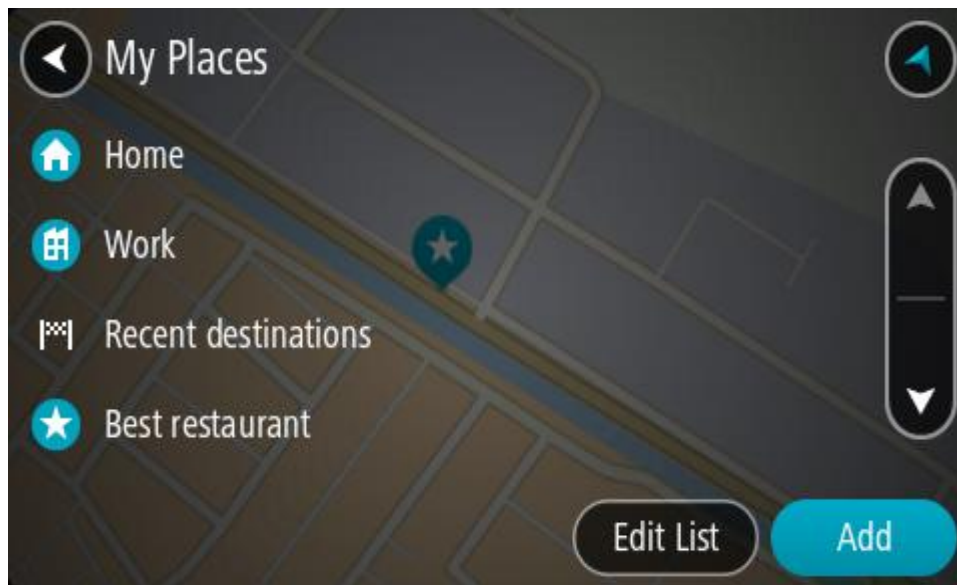 My Places
Home
Work
Recent destinations
Best restaurant
Edit List
Add